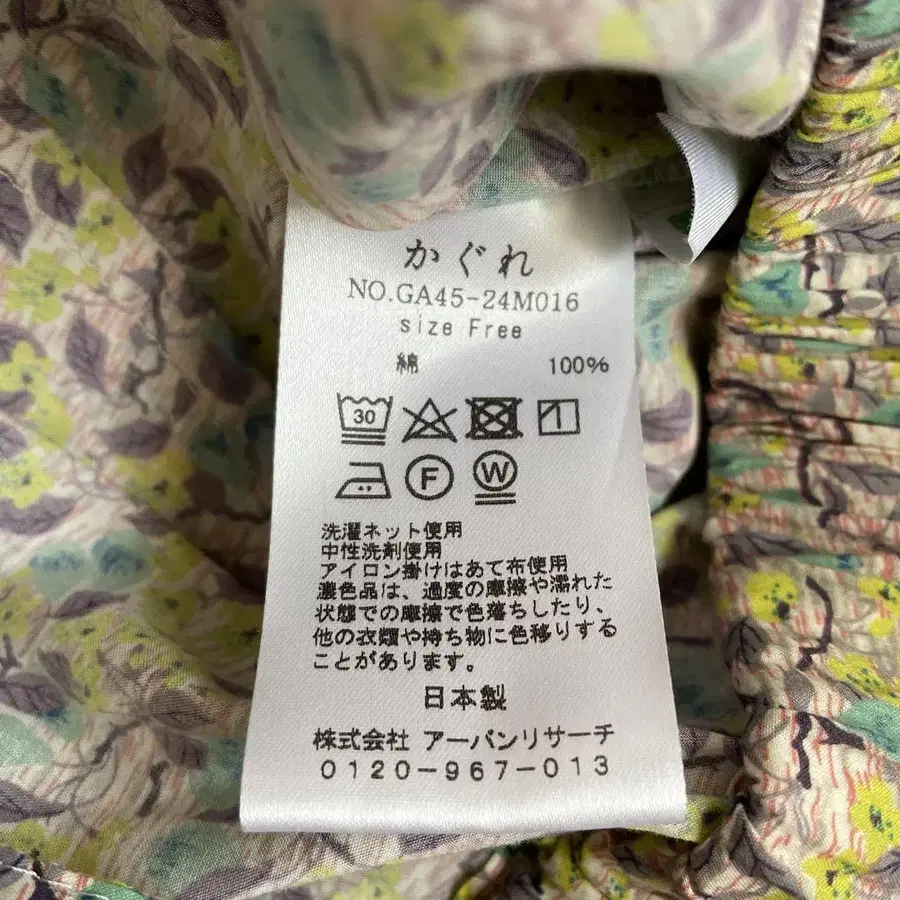 かぐれ
NO.GA45-24M016
size Free
綿 100%
30
F W
洗濯ネット使用
中性洗剤使用
アイロン掛けはあて布使用
濃色品は、過度の摩擦や濡れた
状態での摩擦で色落ちしたり、
他の衣類や持ち物に色移りする
ことがあります。
日本製
株式会社 アーバンリサーチ
0120-967-013